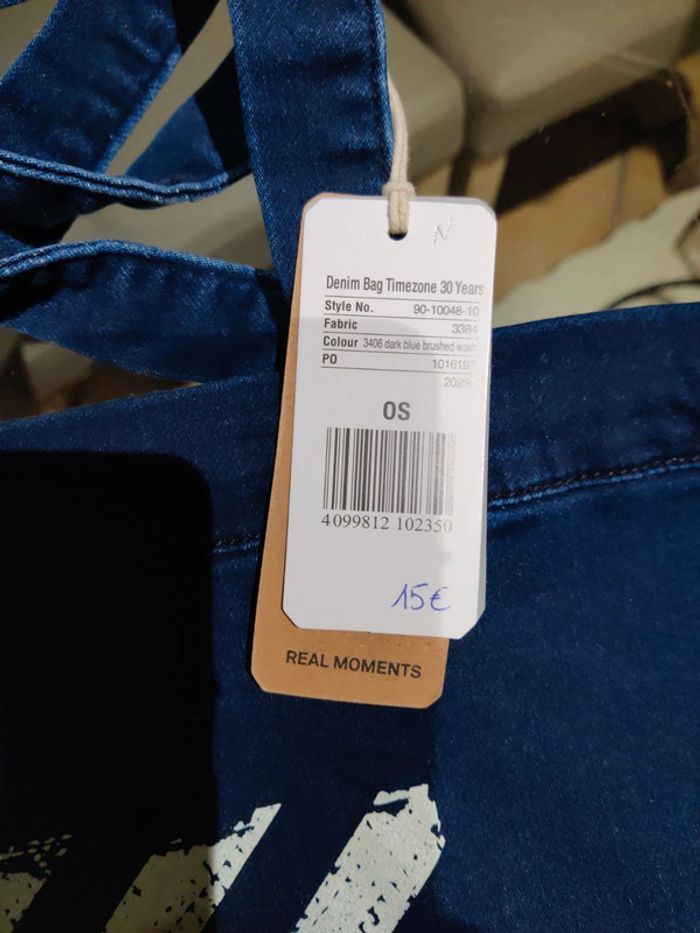 N
Denim Bag Timezone 30 Years
Style No. 90-10048-10
Fabric 3384
Colour 3406 dark blue brushed wash
PO
OS
4099812 102350
15€
REAL MOMENTS